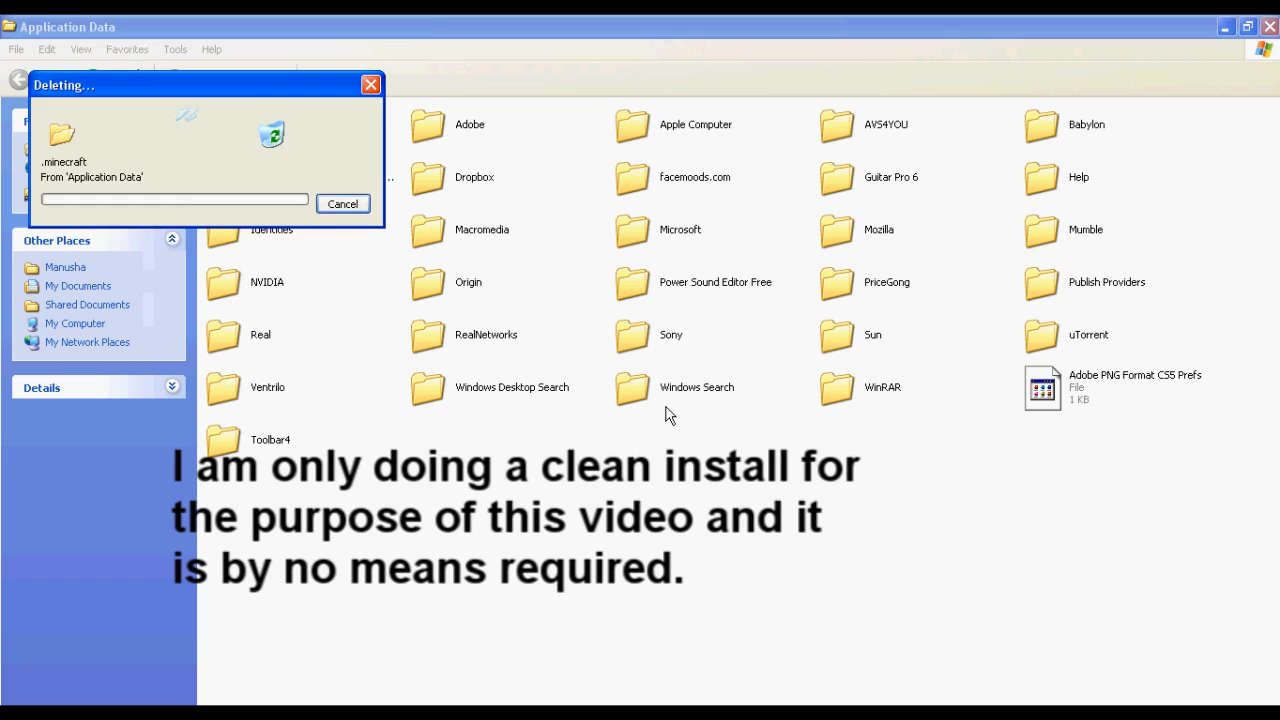 Application Data
File Edit View Favorites Tools Help
Deleting...
.minecraft
From 'Application Data'
Cancel
Other Places
Manusha
My Documents
Shared Documents
My Computer
My Network Places
Details
Adobe Apple Computer AVS4YOU Babylon
Dropbox facemoods.com Guitar Pro 6 Help
Identities Macromedia Microsoft Mozilla Mumble
NVIDIA Origin Power Sound Editor Free PriceGong Publish Providers
Real RealNetworks Sony Sun uTorrent
Ventrilo Windows Desktop Search Windows Search WinRAR Adobe PNG Format CS5 Prefs
File
1 KB
Toolbar4
I am only doing a clean install for
the purpose of this video and it
is by no means required.